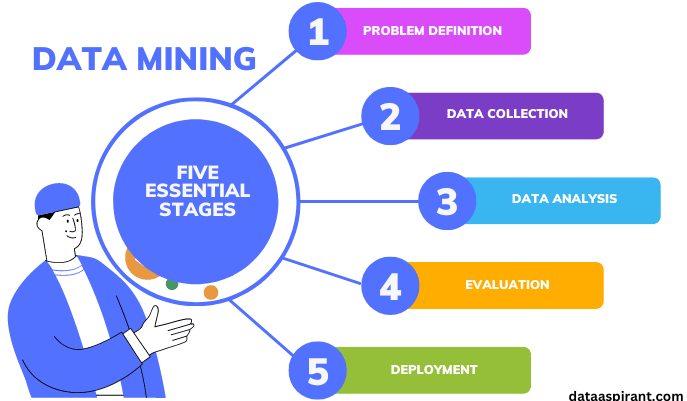 DATA MINING
FIVE
ESSENTIAL
STAGES
1
PROBLEM DEFINITION
2
DATA COLLECTION
3
DATA ANALYSIS
4
EVALUATION
5
DEPLOYMENT
dataaspirant.com